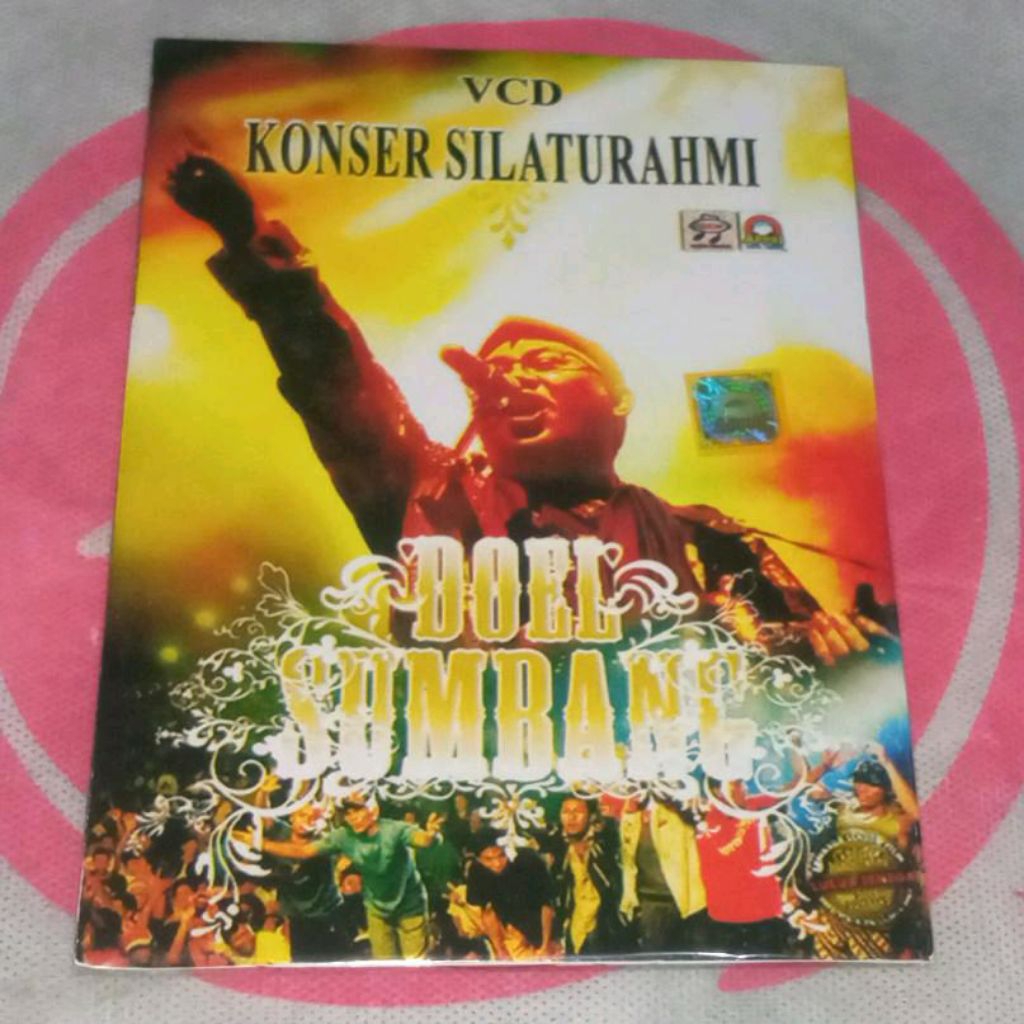 VCD
KONSER SILATURAHMI
DOEL
SUMBANG